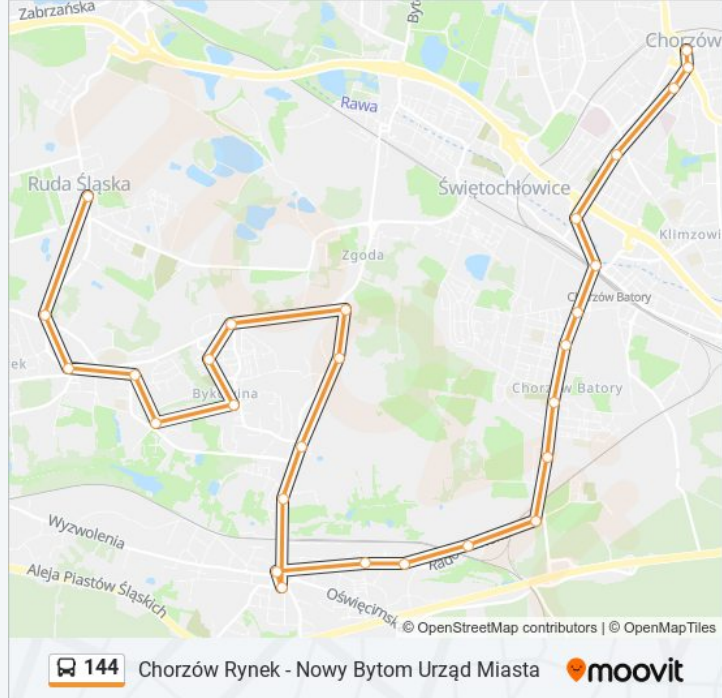 Zabrzańska
Chorzów
Rawa
Ruda Śląska
Świętochłowice
Klimzowi
Zgoda
Chorzów Batory
ek
Chorzów Batory
Wyzwolenia
Aleja Piastów Śląskich
Oświęcimsk
© OpenStreetMap contributors | © OpenMapTiles
144 Chorzów Rynek - Nowy Bytom Urząd Miasta moovit